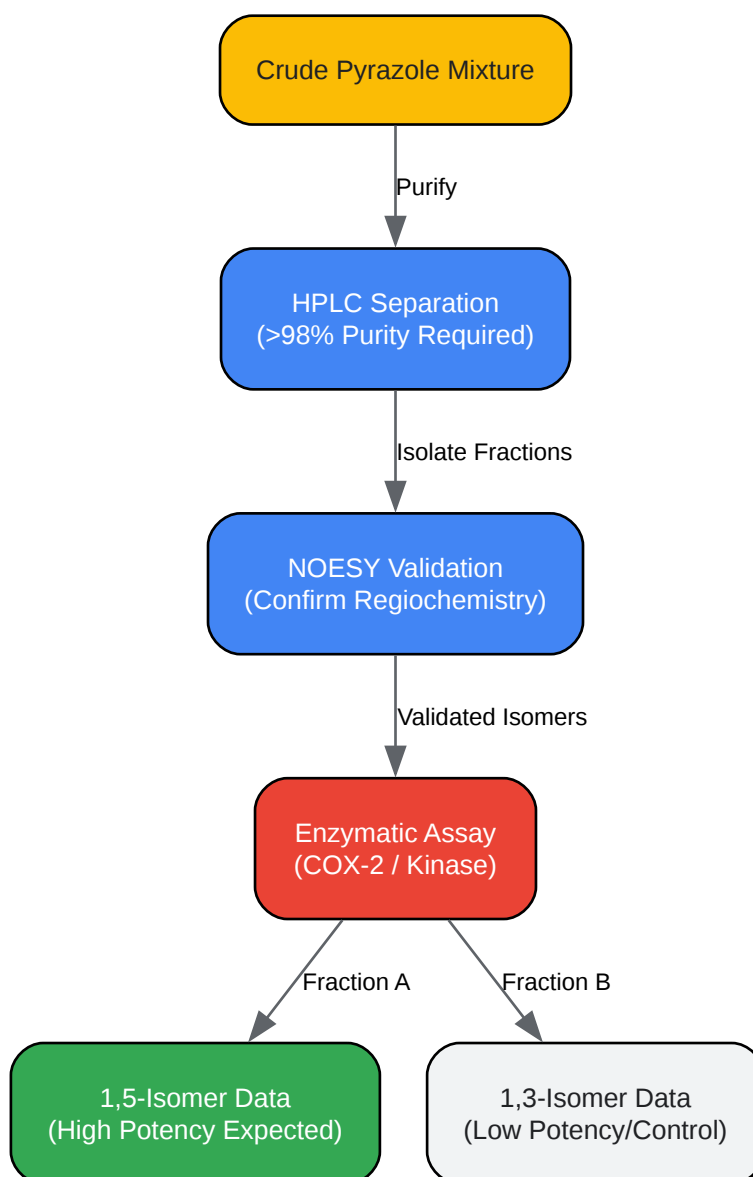 Crude Pyrazole Mixture
Purify
HPLC Separation
(>98% Purity Required)
Isolate Fractions
NOESY Validation
(Confirm Regiochemistry)
Validated Isomers
Enzymatic Assay
(COX-2 / Kinase)
Fraction A
Fraction B
1,5-Isomer Data
(High Potency Expected)
1,3-Isomer Data
(Low Potency/Control)